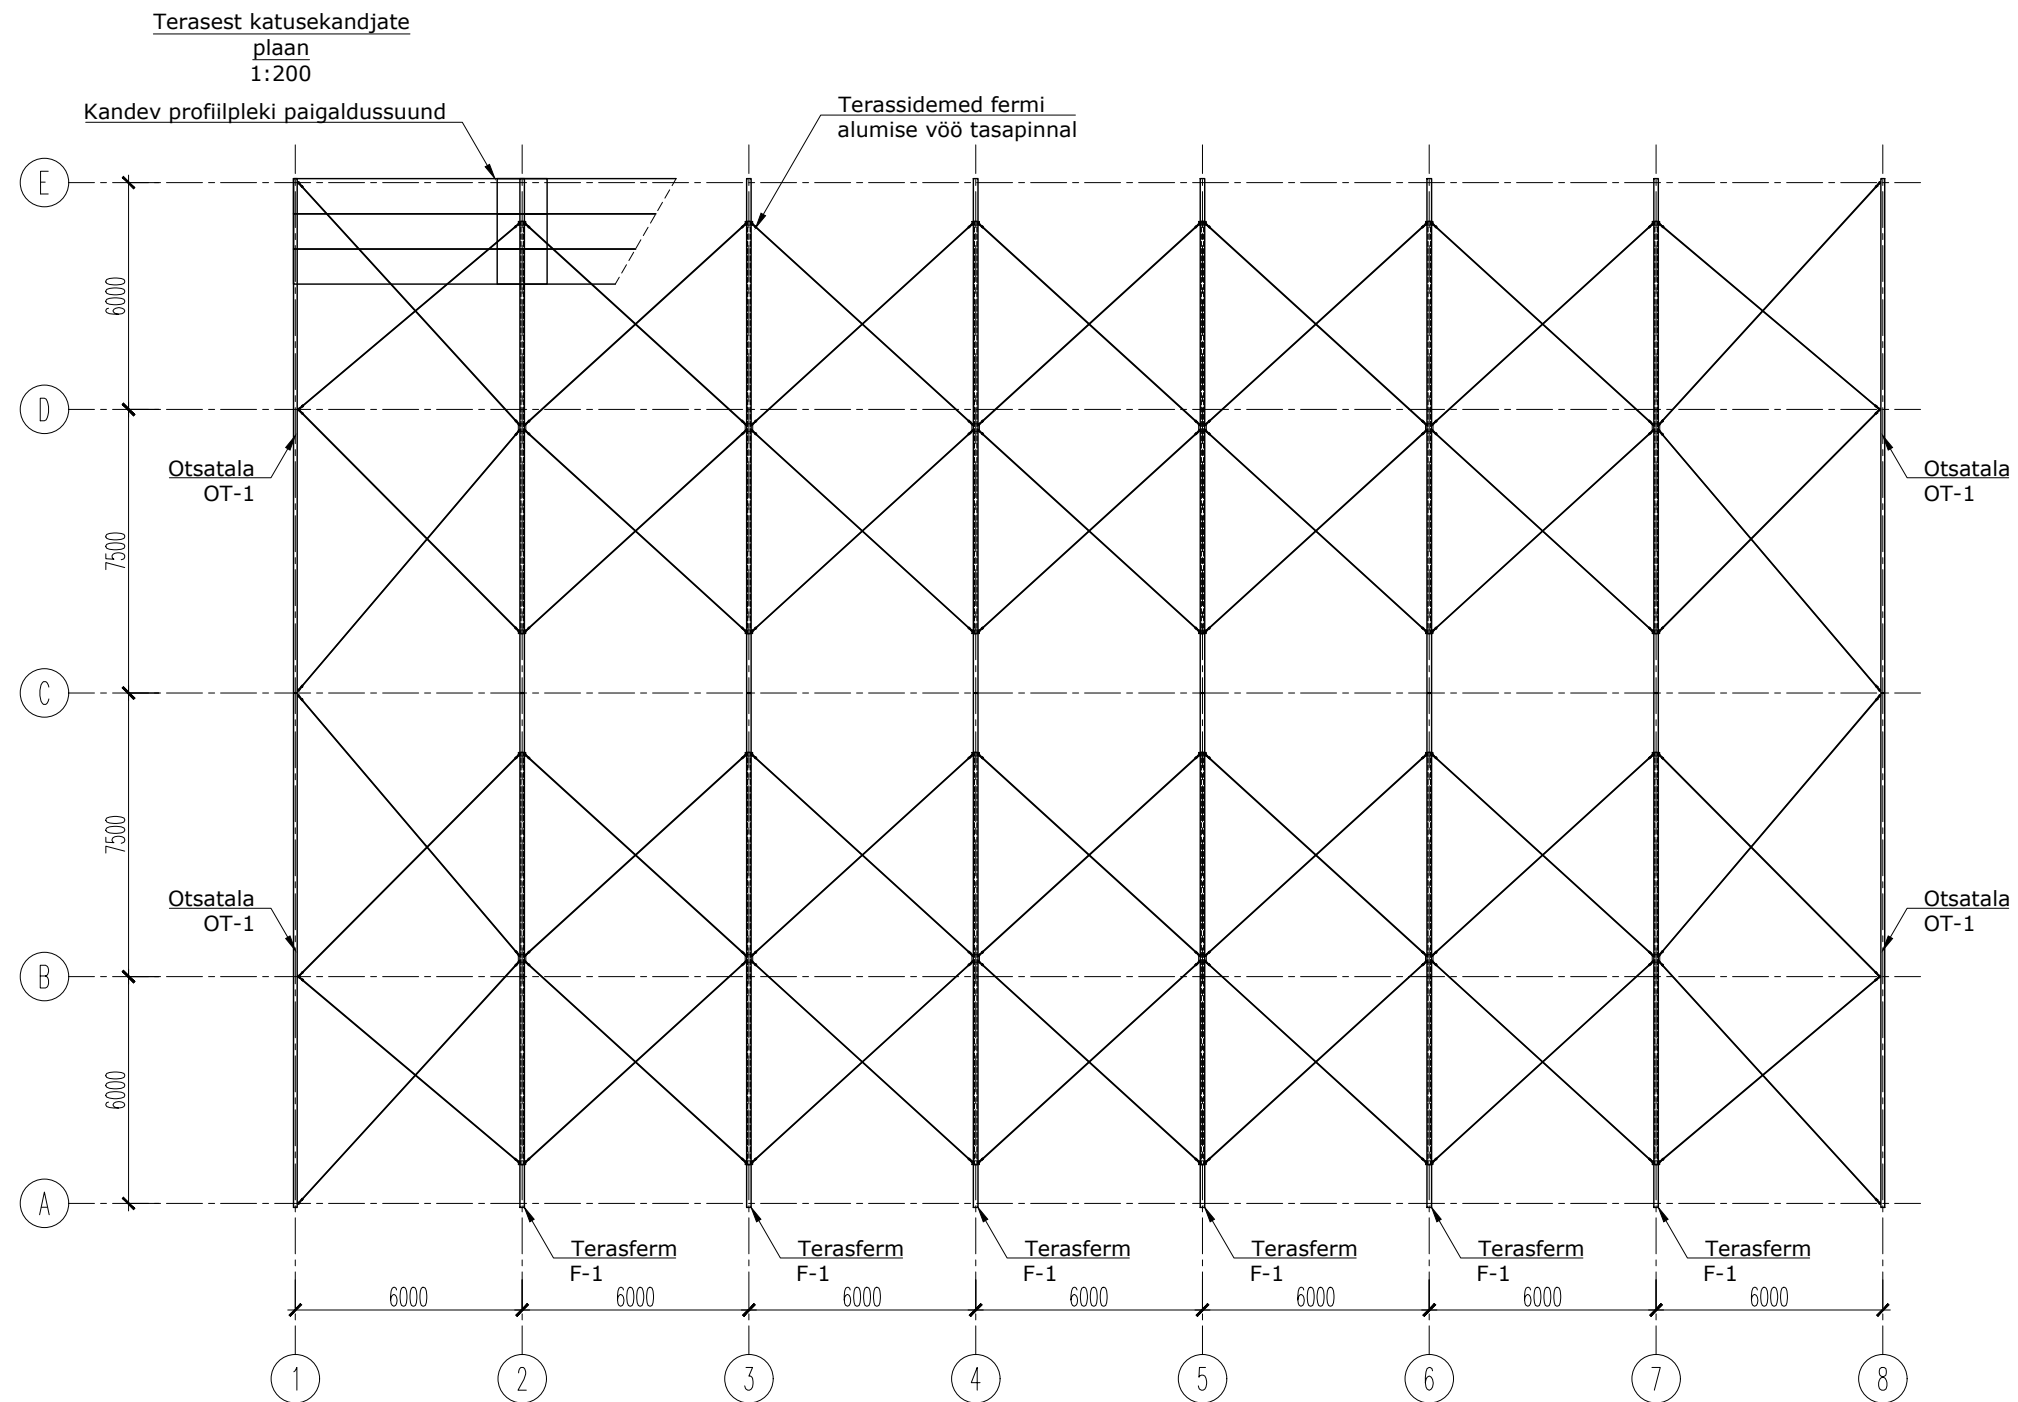 Terasest katusekandjate
plaan
1:200
Kandev profiilpleki paigaldussuund
Terassidemed fermi
alumise vöö tasapinnal
E
6000
D
Otsatala
OT-1
Otsatala
OT-1
7500
C
7500
Otsatala
OT-1
Otsatala
OT-1
B
6000
A
Terasferm
F-1
Terasferm
F-1
Terasferm
F-1
Terasferm
F-1
Terasferm
F-1
Terasferm
F-1
6000
6000
6000
6000
6000
6000
6000
1
2
3
4
5
6
7
8